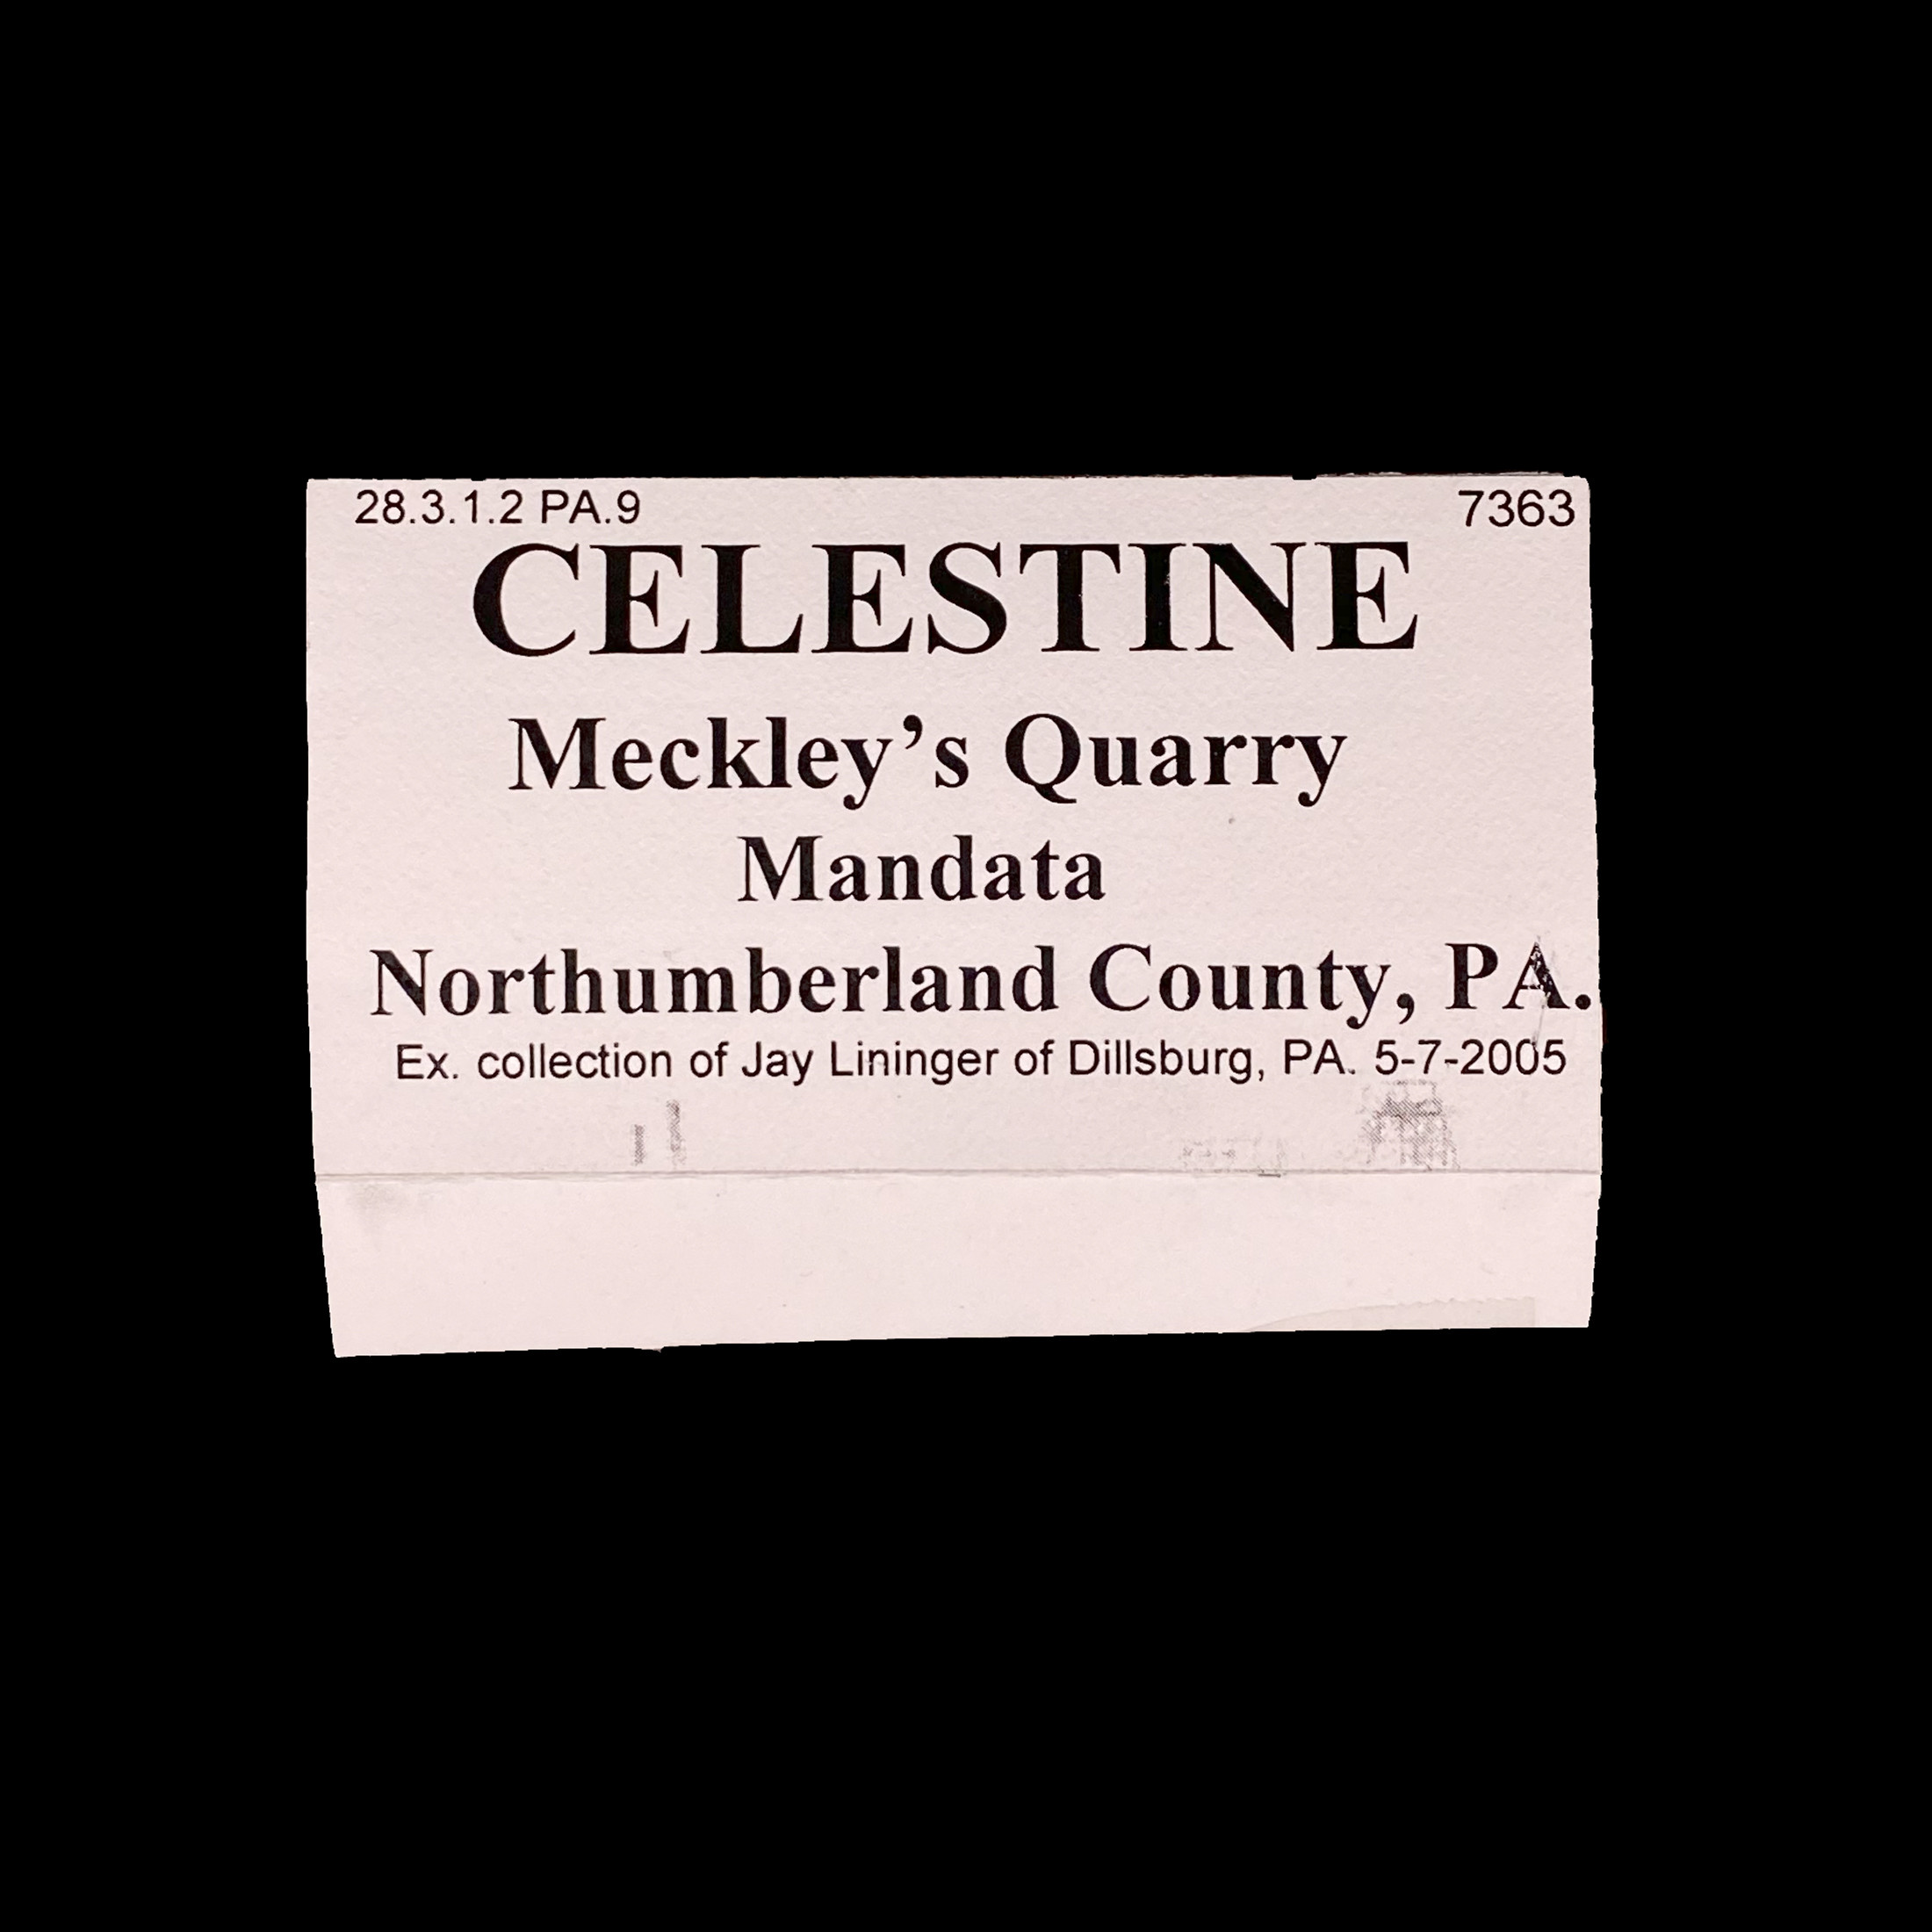 28.3.1.2 PA.9 7363
CELESTINE
Meckley’s Quarry
Mandata
Northumberland County, PA.
Ex. collection of Jay Lininger of Dillsburg, PA. 5-7-2005